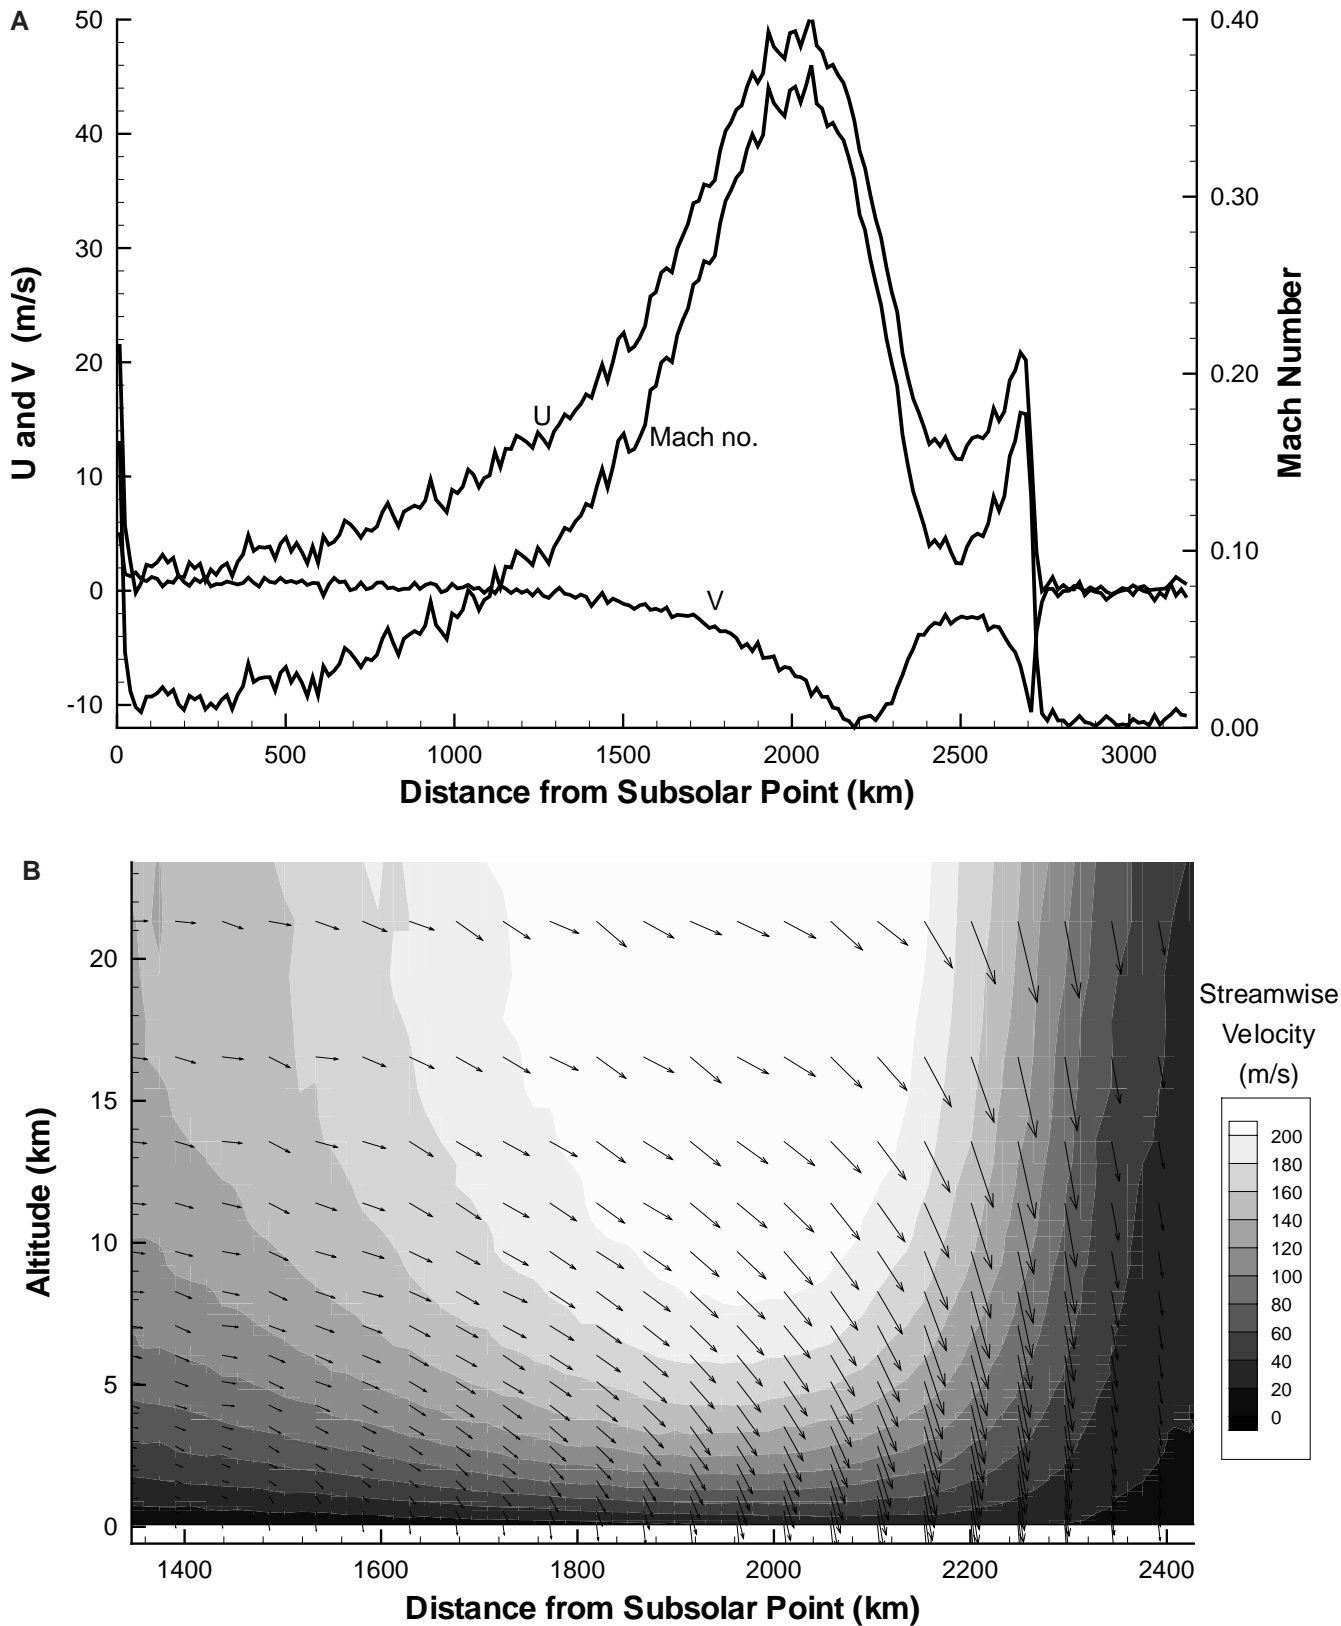 A
50
40
30
20
10
0
-10
U and V (m/s)
0.40
0.30
0.20
0.10
0.00
Mach Number
U
Mach no.
V
0 500 1000 1500 2000 2500 3000
Distance from Subsolar Point (km)
B
20
15
10
5
0
Altitude (km)
1400 1600 1800 2000 2200 2400
Distance from Subsolar Point (km)
Streamwise
Velocity
(m/s)
200
180
160
140
120
100
80
60
40
20
0